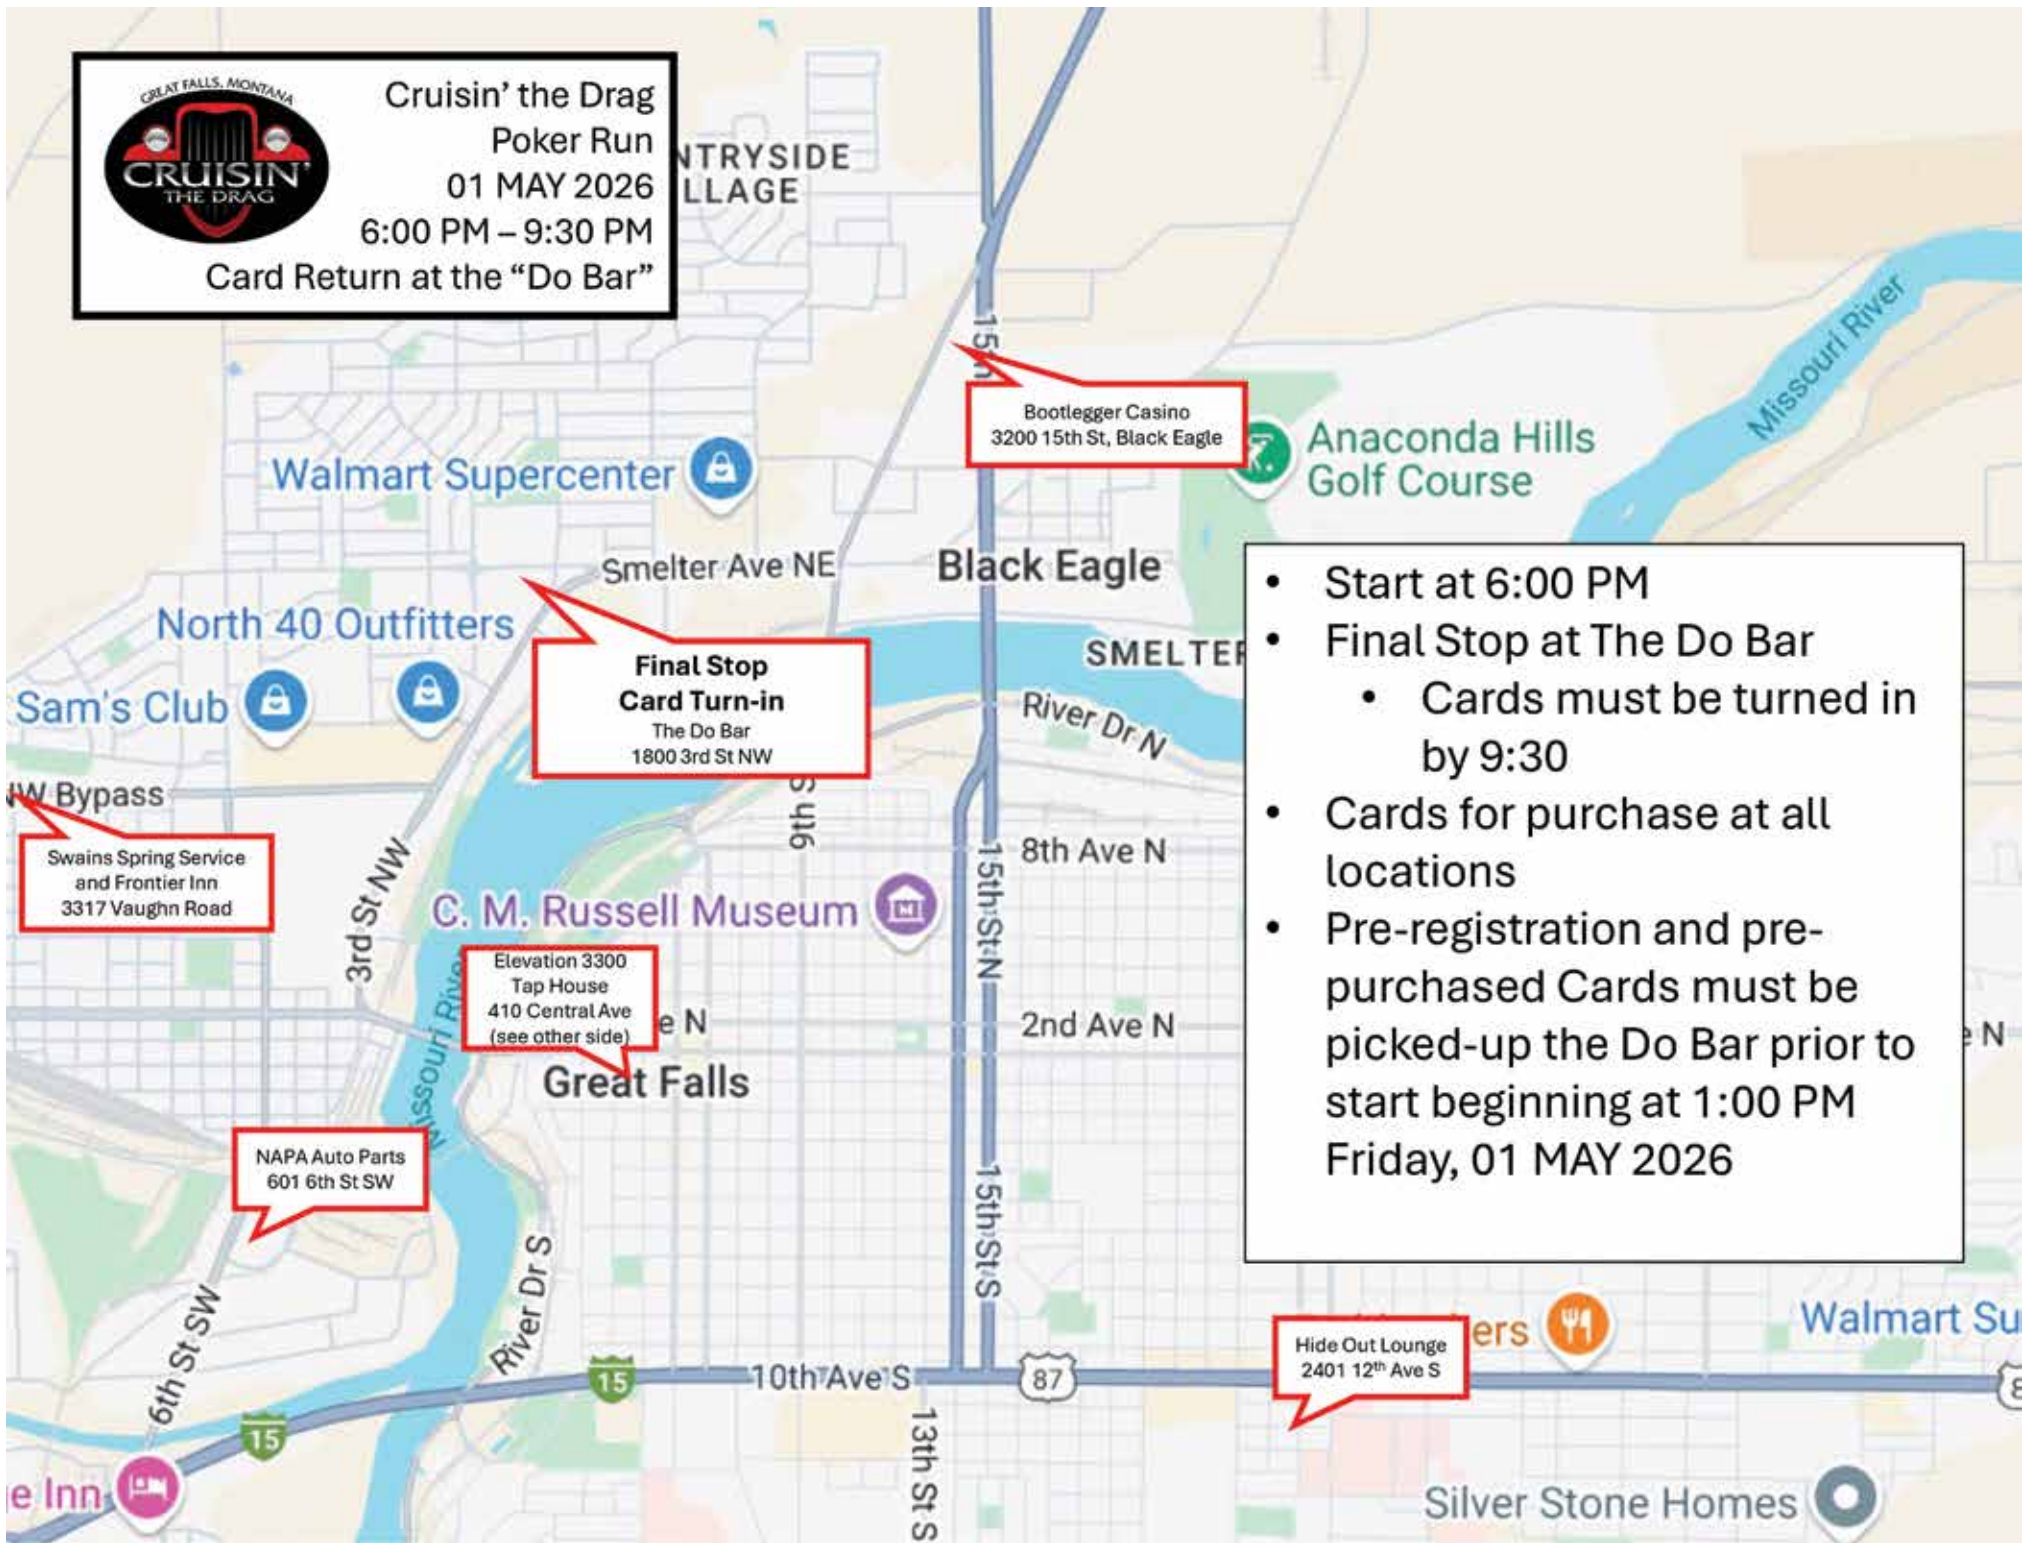 GREAT FALLS, MONTANA
CRUISIN'
THE DRAG
Cruisin' the Drag
Poker Run
01 MAY 2026
6:00 PM – 9:30 PM
Card Return at the “Do Bar”
NTRYSIDE
LLAGE
15th
Missouri River
Bootlegger Casino
3200 15th St, Black Eagle
Anaconda Hills
Golf Course
Walmart Supercenter
Smelter Ave NE
Black Eagle
North 40 Outfitters
SMELTER
Sam's Club
Final Stop
Card Turn-in
The Do Bar
1800 3rd St NW
River Dr N
NW Bypass
9th S
Swains Spring Service
and Frontier Inn
3317 Vaughn Road
3rd St NW
8th Ave N
15th St N
C. M. Russell Museum
Elevation 3300
Tap House
410 Central Ave
(see other side)
e N
2nd Ave N
Missouri River
Great Falls
• Start at 6:00 PM
• Final Stop at The Do Bar
• Cards must be turned in
by 9:30
• Cards for purchase at all
locations
• Pre-registration and pre-
purchased Cards must be
picked-up the Do Bar prior to
start beginning at 1:00 PM
Friday, 01 MAY 2026
e N
NAPA Auto Parts
601 6th St SW
15th St S
River Dr S
6th St SW
Hide Out Lounge
2401 12th Ave S
ers
Walmart Su
15
10th Ave S
87
8
15
13th St S
e Inn
Silver Stone Homes